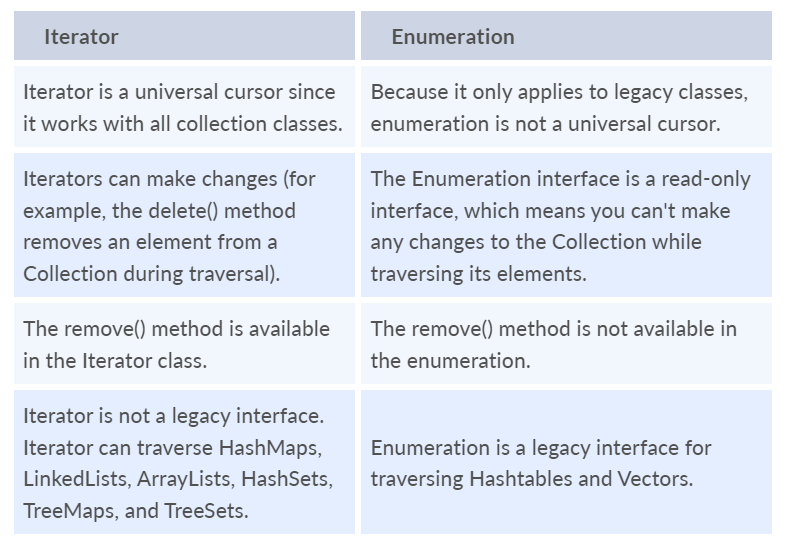 Iterator
Enumeration
Iterator is a universal cursor since
it works with all collection classes.
Because it only applies to legacy classes,
enumeration is not a universal cursor.
Iterators can make changes (for
example, the delete() method
removes an element from a
Collection during traversal).
The Enumeration interface is a read-only
interface, which means you can't make
any changes to the Collection while
traversing its elements.
The remove() method is available
in the Iterator class.
The remove() method is not available in
the enumeration.
Iterator is not a legacy interface.
Iterator can traverse HashMaps,
LinkedLists, ArrayLists, HashSets,
TreeMaps, and TreeSets.
Enumeration is a legacy interface for
traversing Hashtables and Vectors.